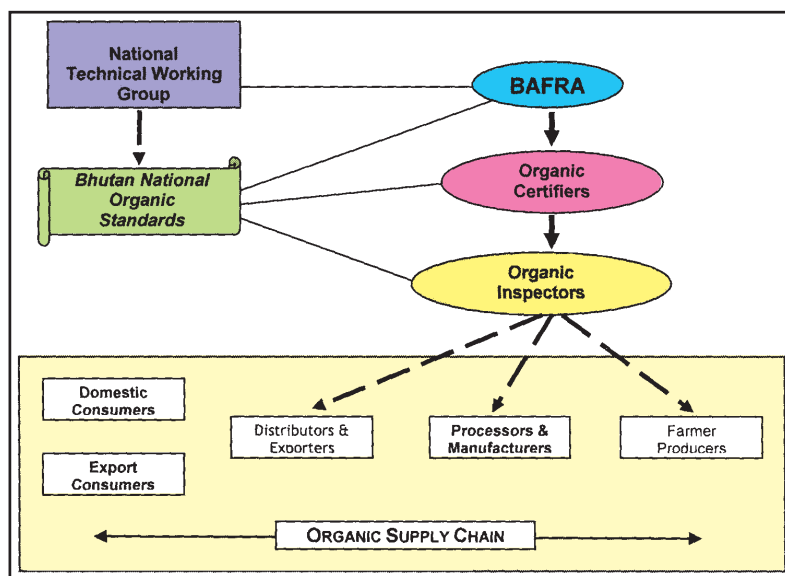 National
Technical Working
Group
BAFRA
Bhutan National
Organic
Standards
Organic
Certifiers
Organic
Inspectors
Domestic
Consumers
Distributors &
Exporters
Processors &
Manufacturers
Farmer
Producers
Export
Consumers
ORGANIC SUPPLY CHAIN